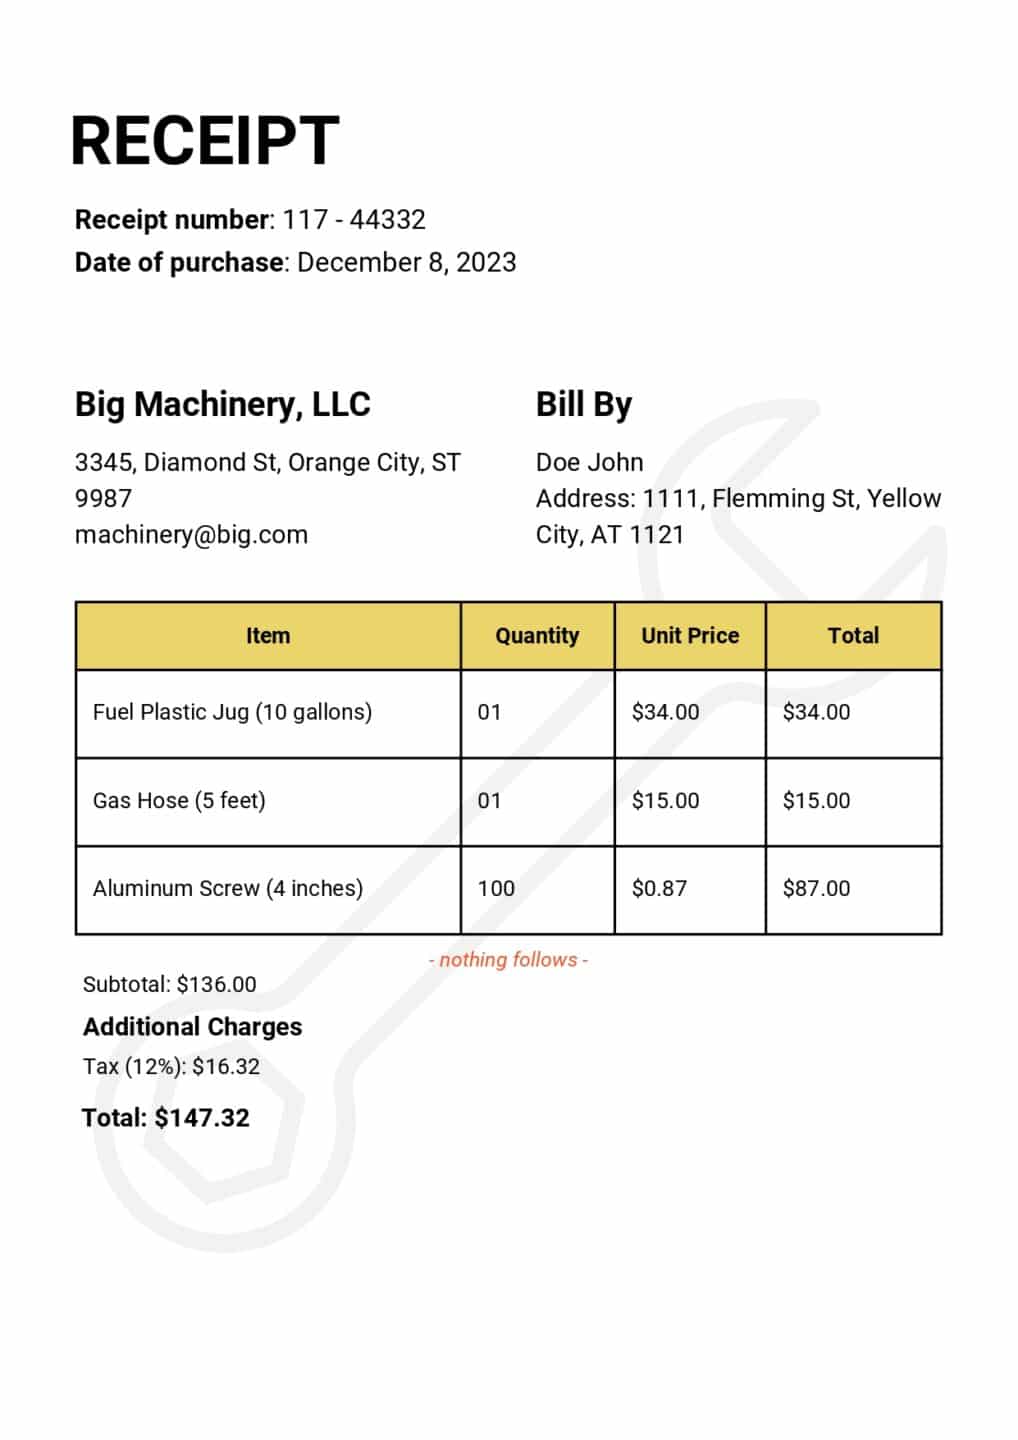 RECEIPT
Receipt number: 117 - 44332
Date of purchase: December 8, 2023
Big Machinery, LLC
3345, Diamond St, Orange City, ST
9987
machinery@big.com
Bill By
Doe John
Address: 1111, Flemming St, Yellow
City, AT 1121
Item Quantity Unit Price Total
Fuel Plastic Jug (10 gallons) 01 $34.00 $34.00
Gas Hose (5 feet) 01 $15.00 $15.00
Aluminum Screw (4 inches) 100 $0.87 $87.00
- nothing follows -
Subtotal: $136.00
Additional Charges
Tax (12%): $16.32
Total: $147.32